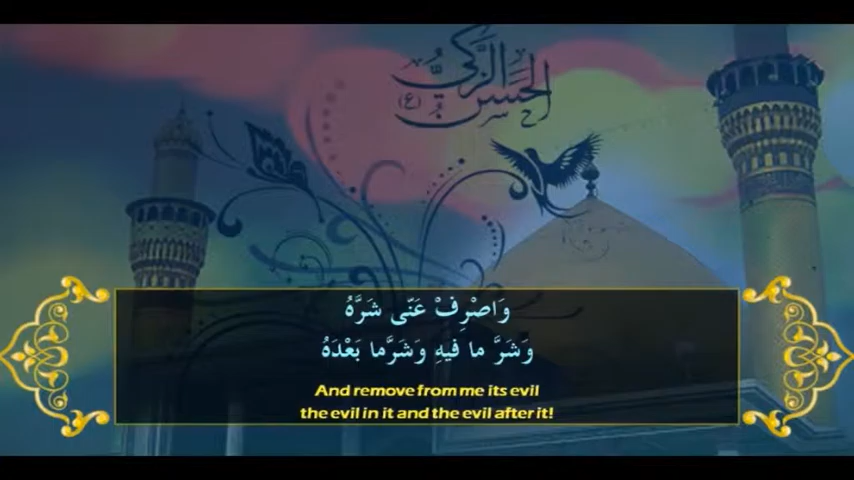 الحسن الزكي (ع)
وَاصْرِفْ عَنّى شَرَّهُ
وَشَرَّ ما فيهِ وَشَرَّما بَعْدَهُ
And remove from me its evil
the evil in it and the evil after it!